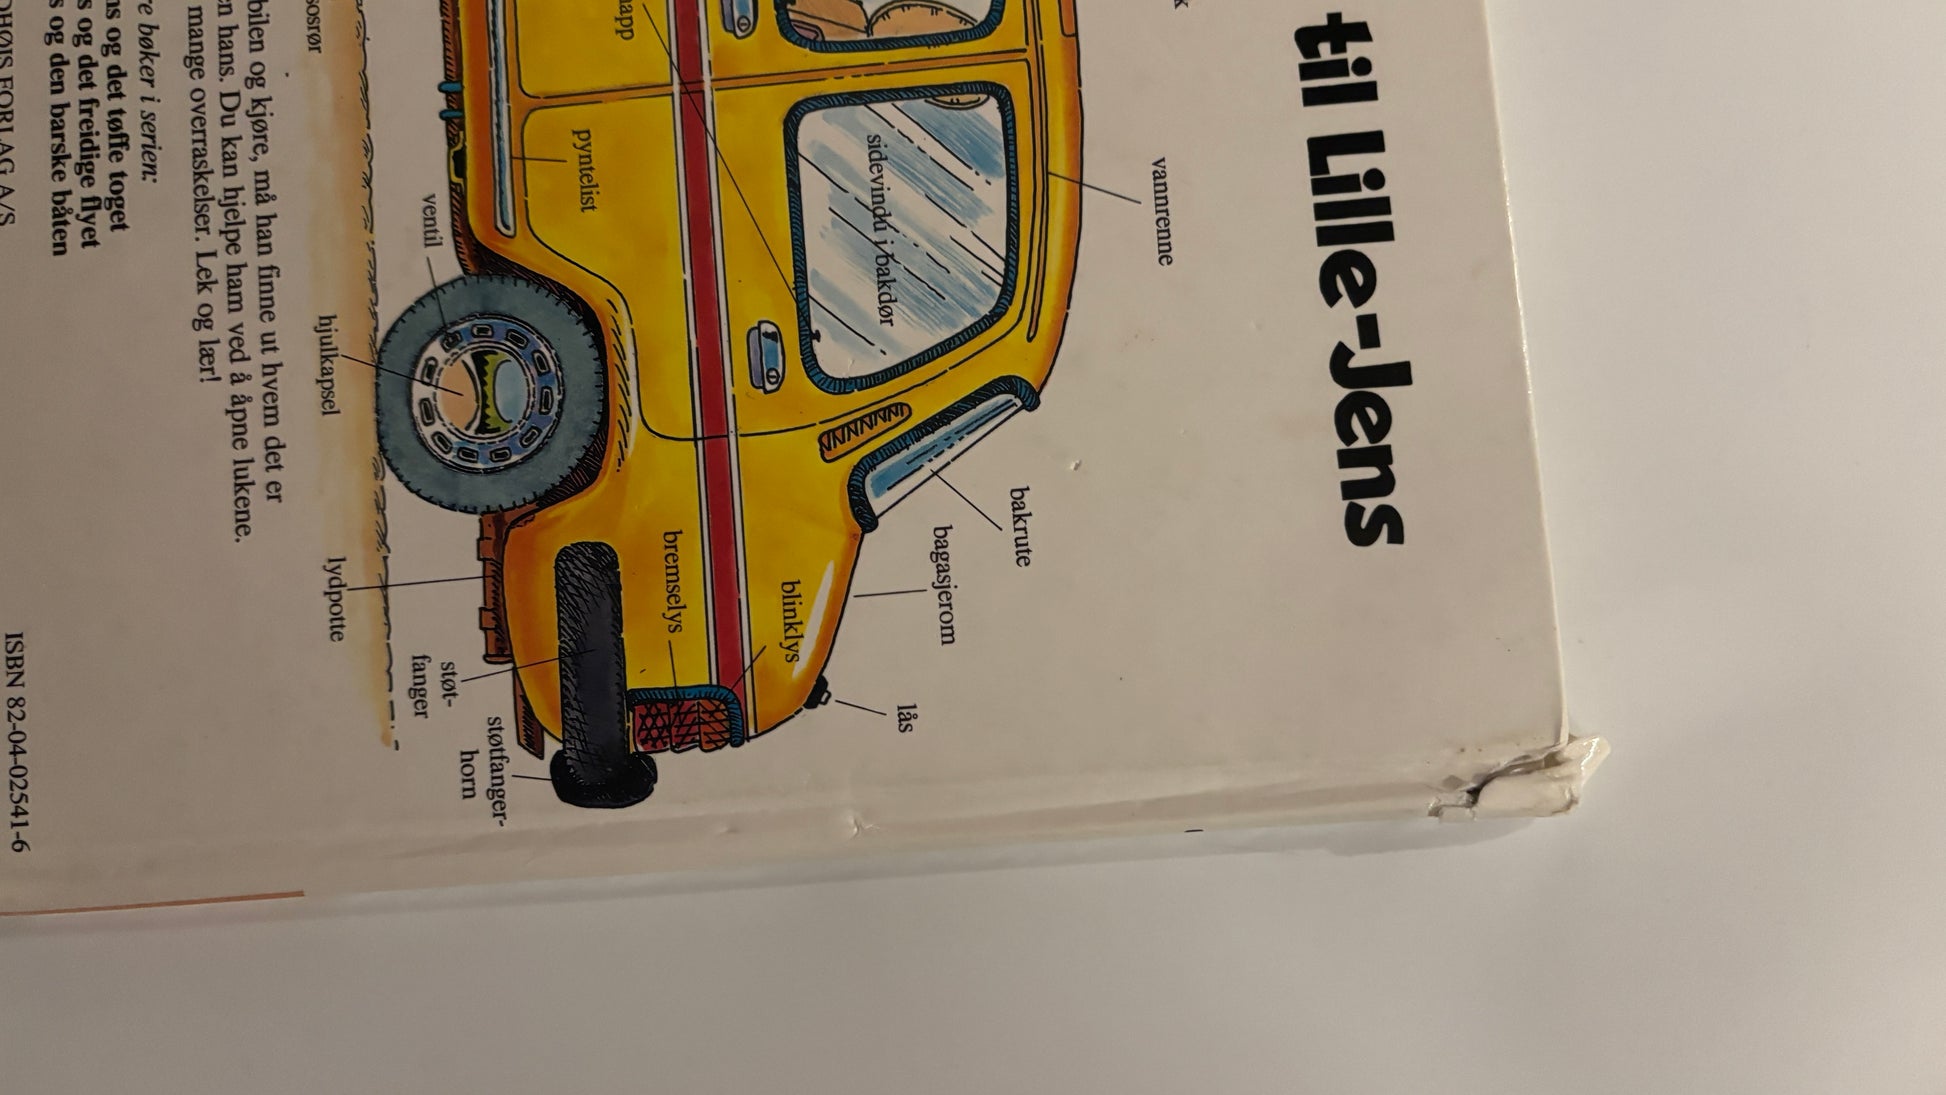 til Lille-Jens
vannrenne
bakrute
bagasjerom
lås
sidevindu i bakdør
blinklys
bremselys
pyntelist
ventil
hjulkapsel
lydpotte
støt-
fanger
støtfanger-
horn
bilen og kjøre, må han finne ut hvem det er
hans. Du kan hjelpe ham ved å åpne lukene.
mange overraskelser. Lek og lær!
bøker i serien:
og det tøffe toget
og det freidige flyet
og den barske båten
FORLAG A/S
ISBN 82-04-02541-6